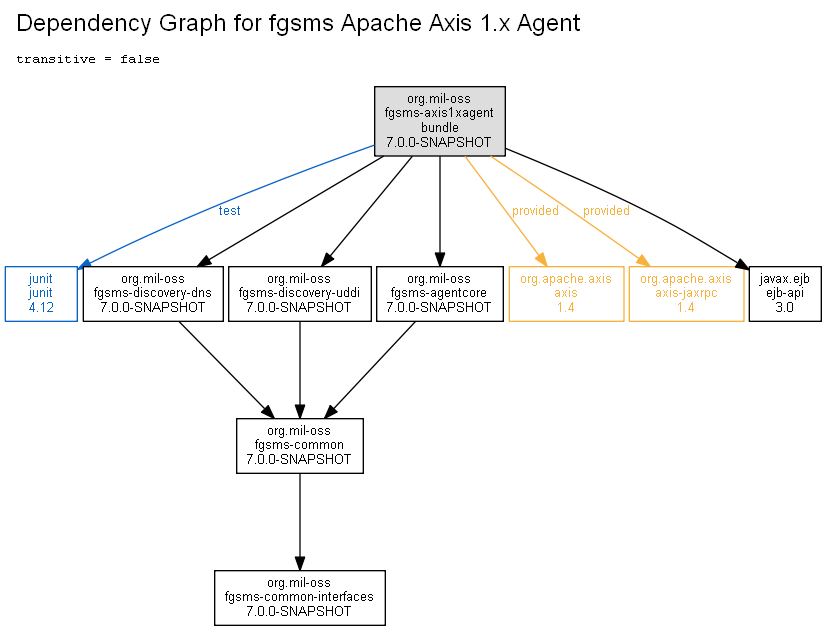 Dependency Graph for fgsms Apache Axis 1.x Agent
transitive = false
org.mil-oss
fgsms-axis1xagent
bundle
7.0.0-SNAPSHOT
test
provided
provided
junit
junit
4.12
org.mil-oss
fgsms-discovery-dns
7.0.0-SNAPSHOT
org.mil-oss
fgsms-discovery-uddi
7.0.0-SNAPSHOT
org.mil-oss
fgsms-agentcore
7.0.0-SNAPSHOT
org.apache.axis
axis
1.4
org.apache.axis
axis-jaxrpc
1.4
javax.ejb
ejb-api
3.0
org.mil-oss
fgsms-common
7.0.0-SNAPSHOT
org.mil-oss
fgsms-common-interfaces
7.0.0-SNAPSHOT